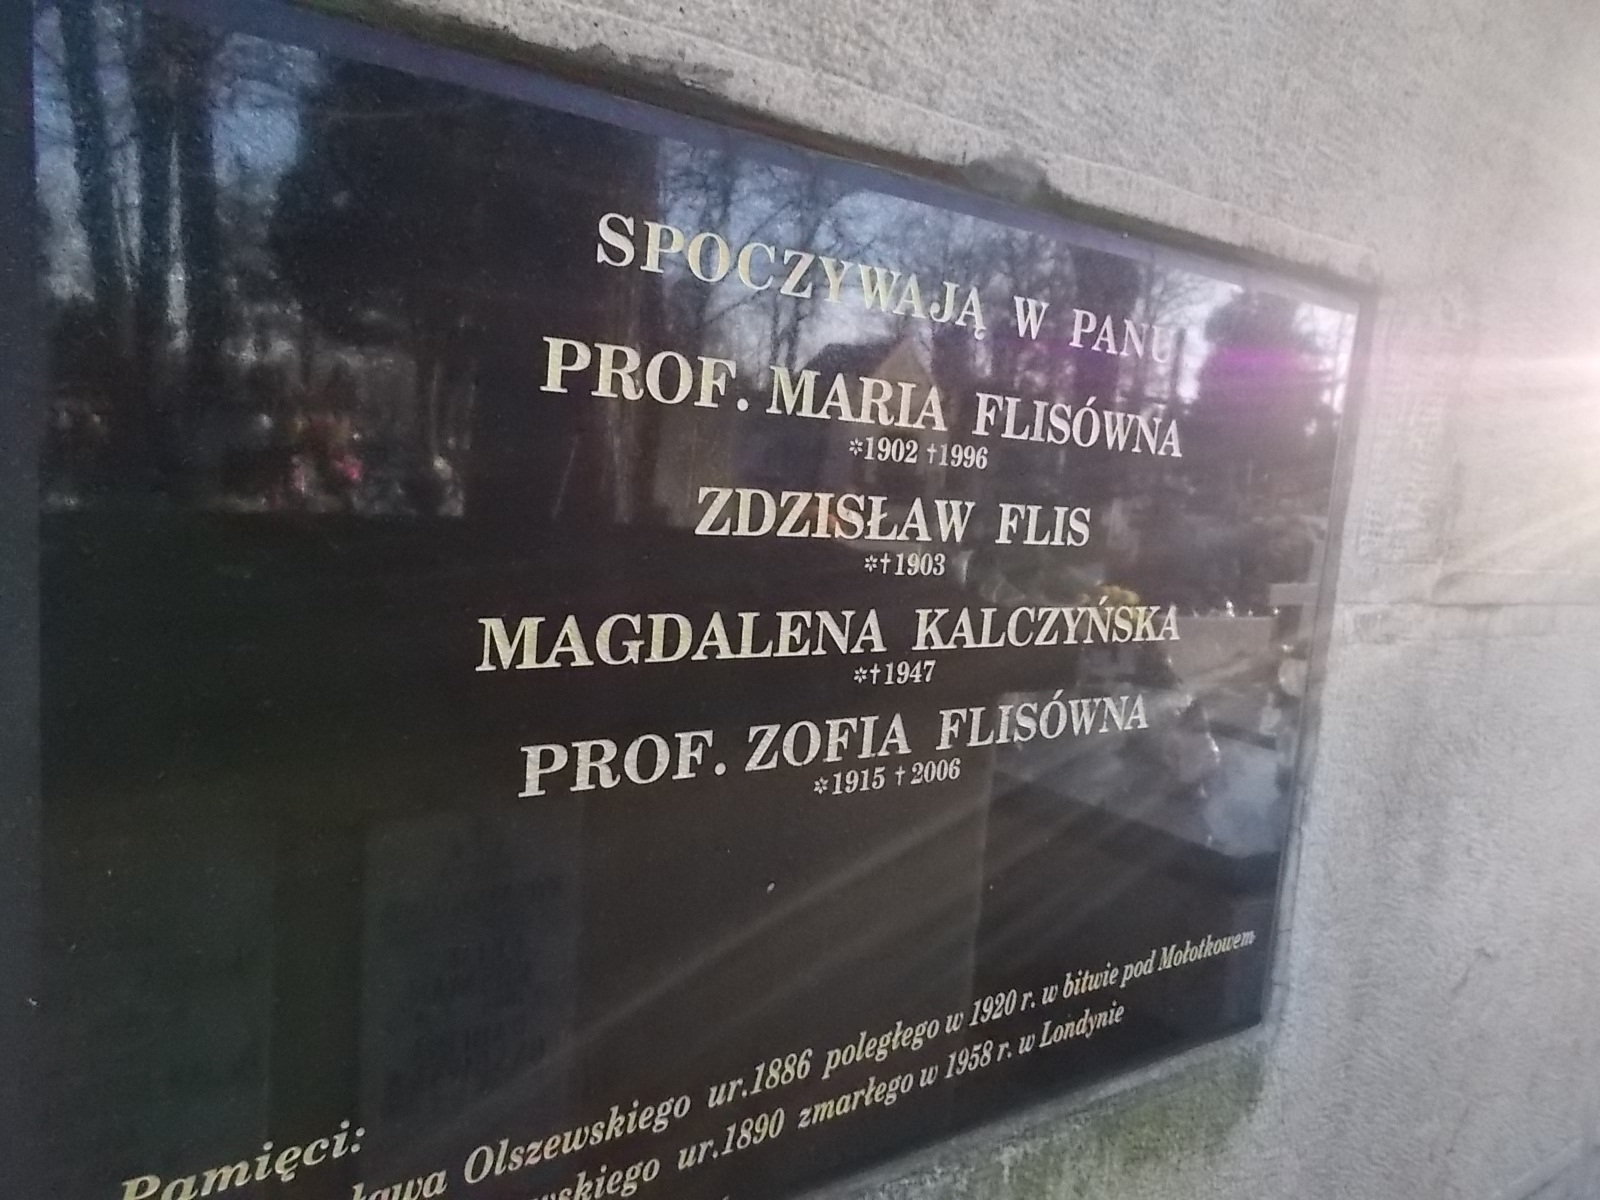 SPOCZYWAJĄ W PANU
PROF. MARIA FLISÓWNA
*1902 †1996
ZDZISŁAW FLIS
*†1903
MAGDALENA KALCZYŃSKA
*†1947
PROF. ZOFIA FLISÓWNA
*1915 †2006
Pamięci:
Olszewskiego ur.1886 poległego w 1920 r. w bitwie pod Mołotkowem
ur.1890 zmarłego w 1958 r. w Londynie